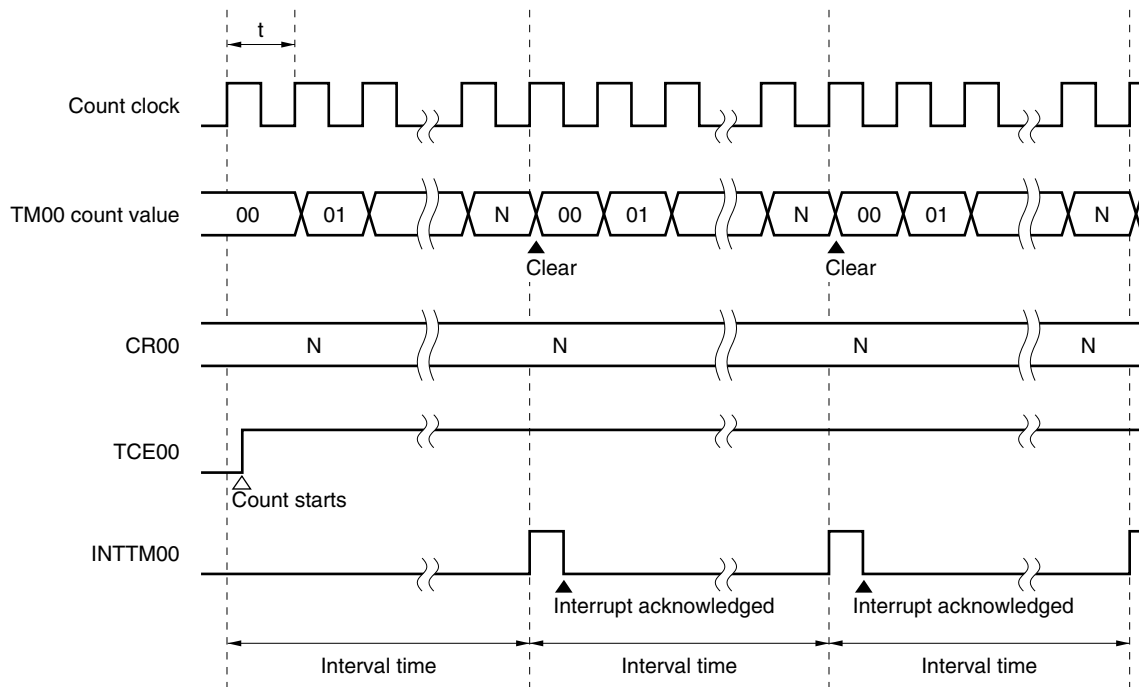 t
Count clock
TM00 count value
00 01 N 00 01 N 00 01 N
Clear Clear
CR00
N N N N
TCE00
Count starts
INTTM00
Interrupt acknowledged Interrupt acknowledged
Interval time Interval time Interval time